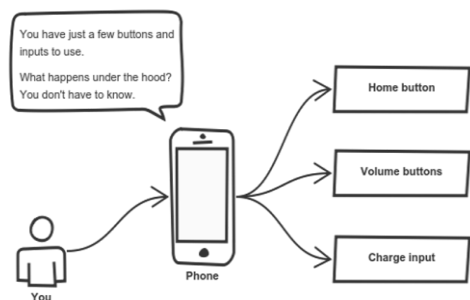 You have just a few buttons and
inputs to use.
What happens under the hood?
You don't have to know.
Home button
Volume buttons
Charge input
Phone
You